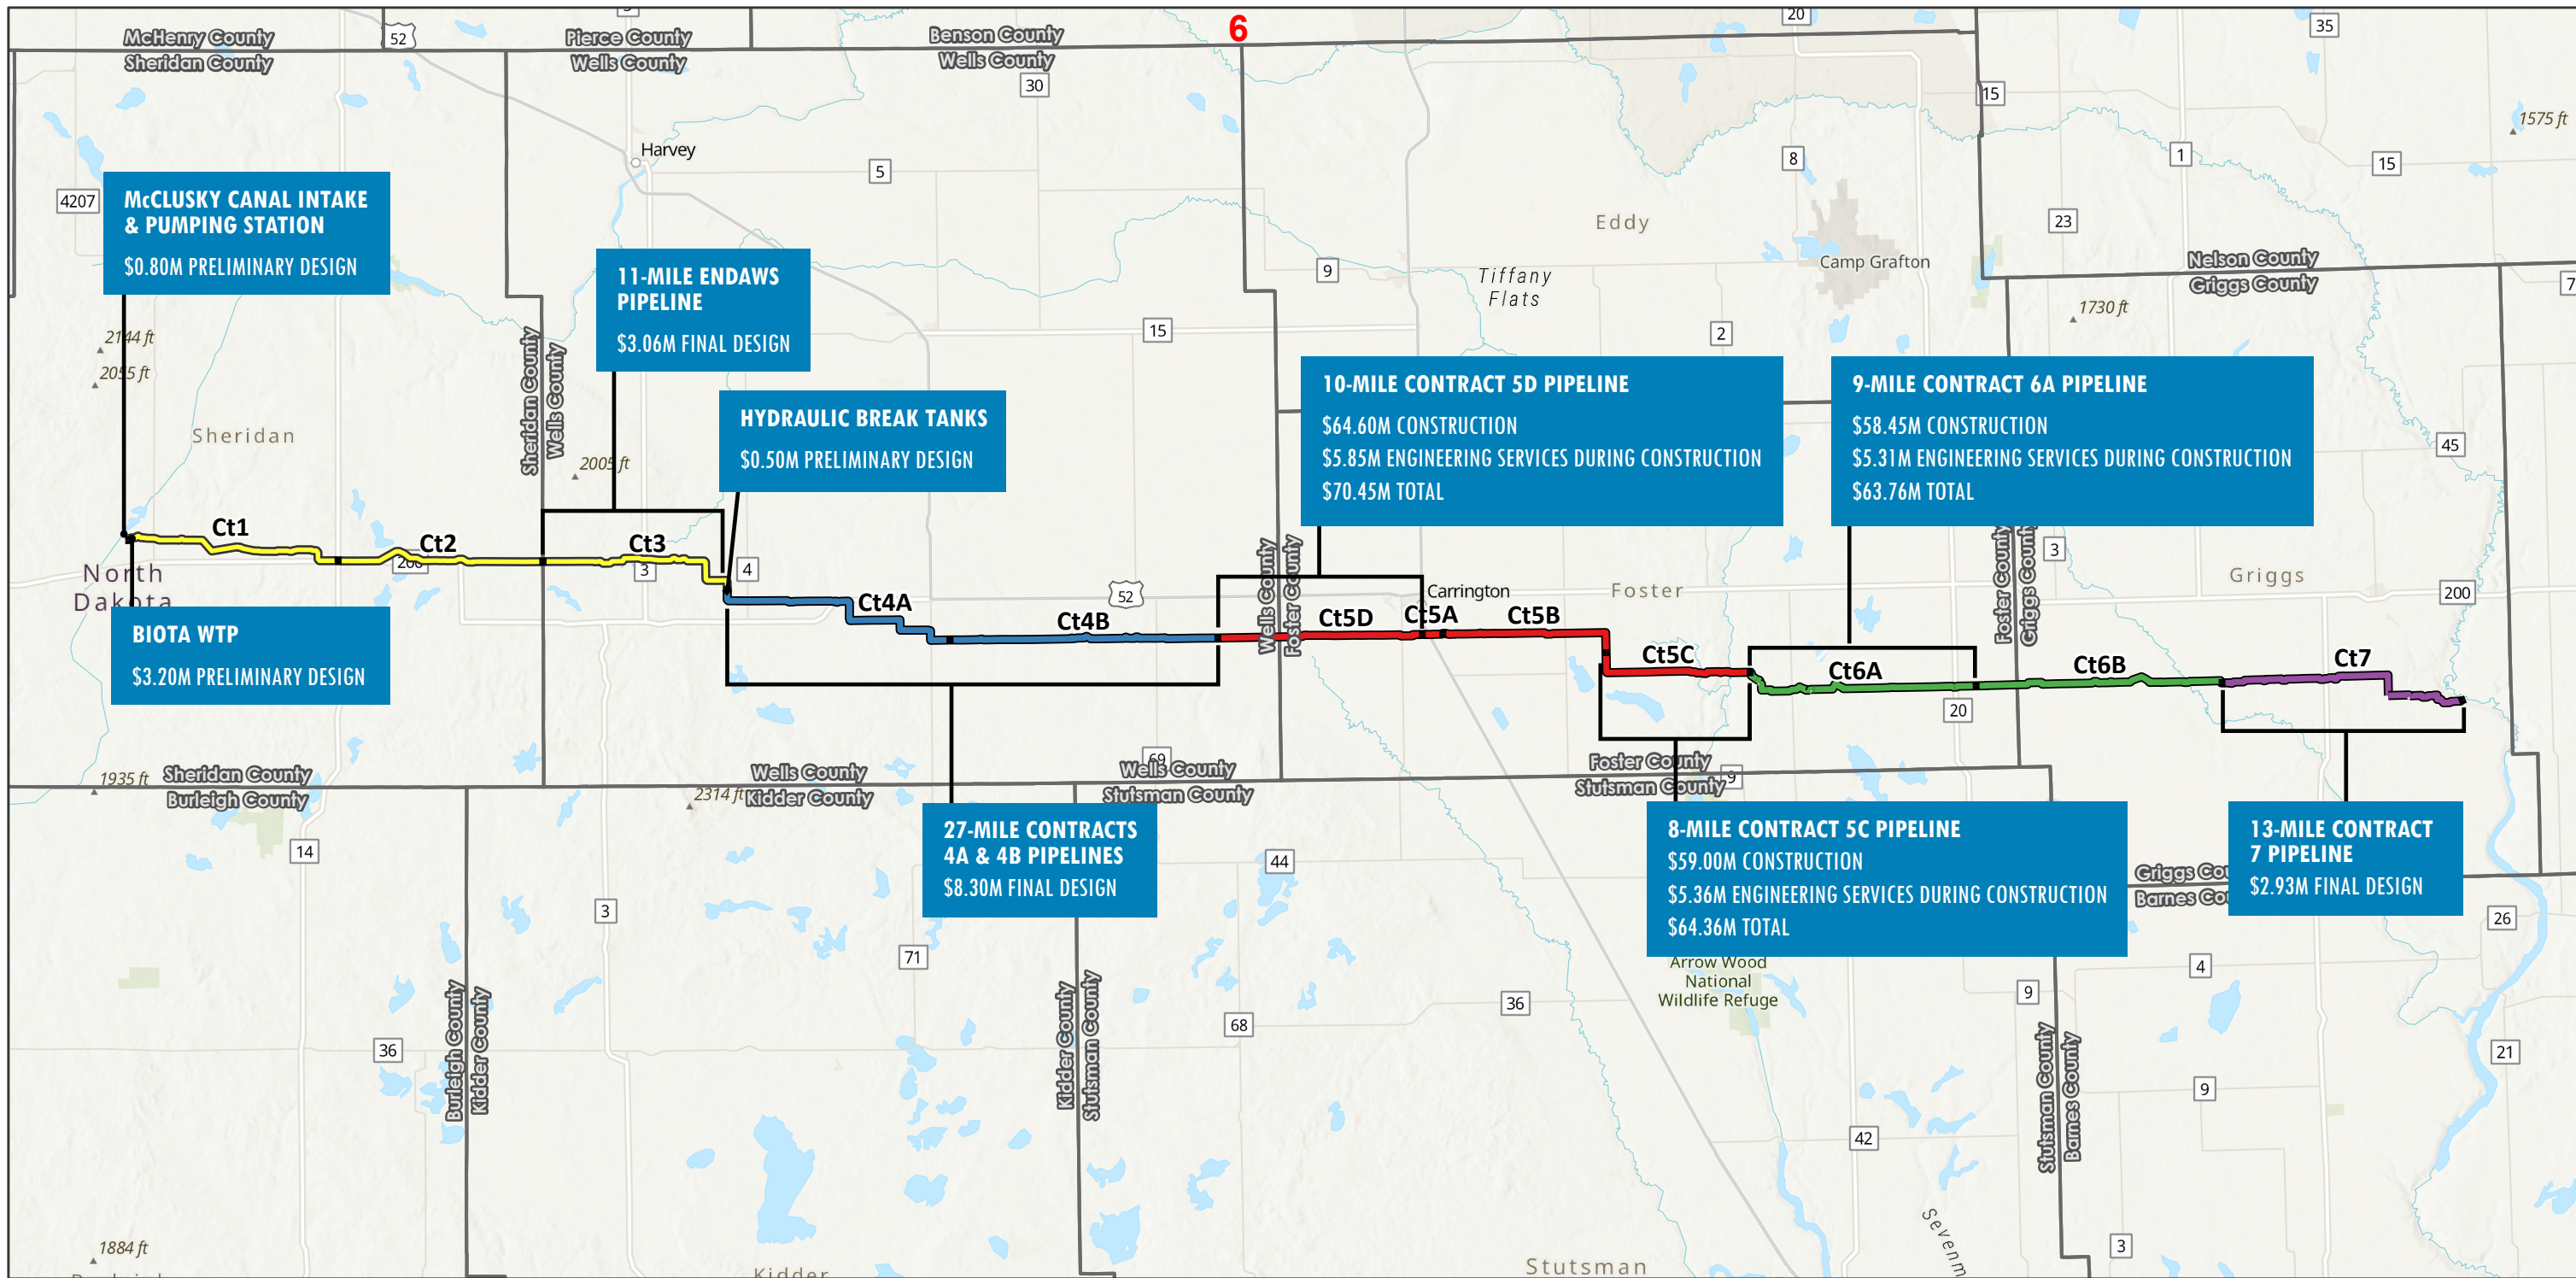 6
McHenry County
Sheridan County
52
Pierce County
Wells County
Benson County
Wells County
30
20
35
15
1575 ft
1
15
8
Harvey
5
4207
McCLUSKY CANAL INTAKE
& PUMPING STATION
$0.80M PRELIMINARY DESIGN
23
Eddy
Camp Grafton
Tiffany
Flats
9
Nelson County
Griggs County
7
1730 ft
11-MILE ENDAWS
PIPELINE
$3.06M FINAL DESIGN
2144 ft
2055 ft
15
2
Sheridan County
Wells County
HYDRAULIC BREAK TANKS
$0.50M PRELIMINARY DESIGN
10-MILE CONTRACT 5D PIPELINE
$64.60M CONSTRUCTION
$5.85M ENGINEERING SERVICES DURING CONSTRUCTION
$70.45M TOTAL
9-MILE CONTRACT 6A PIPELINE
$58.45M CONSTRUCTION
$5.31M ENGINEERING SERVICES DURING CONSTRUCTION
$63.76M TOTAL
Sheridan
2005 ft
45
Ct1
Ct2
200
Ct3
3
4
North
Dakota
52
Wells County
Foster County
Carrington
Foster
Foster County
Griggs County
3
Griggs
200
Ct4A
Ct4B
Ct5D
Ct5A
Ct5B
Ct5C
Ct6A
Ct6B
Ct7
20
BIOTA WTP
$3.20M PRELIMINARY DESIGN
1935 ft
Sheridan County
Burleigh County
2314 ft
Wells County
Kidder County
69
Wells County
Stutsman County
Foster County
Stutsman County
9
27-MILE CONTRACTS
4A & 4B PIPELINES
$8.30M FINAL DESIGN
8-MILE CONTRACT 5C PIPELINE
$59.00M CONSTRUCTION
$5.36M ENGINEERING SERVICES DURING CONSTRUCTION
$64.36M TOTAL
Griggs Cou
Barnes Cou
13-MILE CONTRACT
7 PIPELINE
$2.93M FINAL DESIGN
14
44
3
26
71
Arrow Wood
National
Wildlife Refuge
4
9
36
68
36
21
Burleigh County
Kidder County
Kidder County
Stutsman County
Stutsman County
Barnes County
9
42
Sevenm
3
1884 ft
Kidder
Stutsman